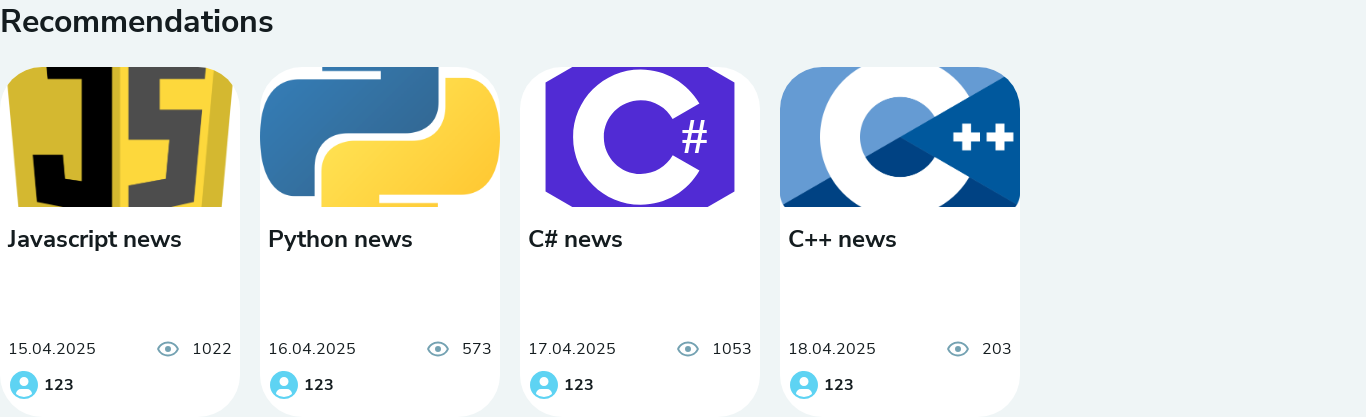 Recommendations
JS
C#
C++
Javascript news
Python news
C# news
C++ news
15.04.2025 1022
16.04.2025 573
17.04.2025 1053
18.04.2025 203
123
123
123
123